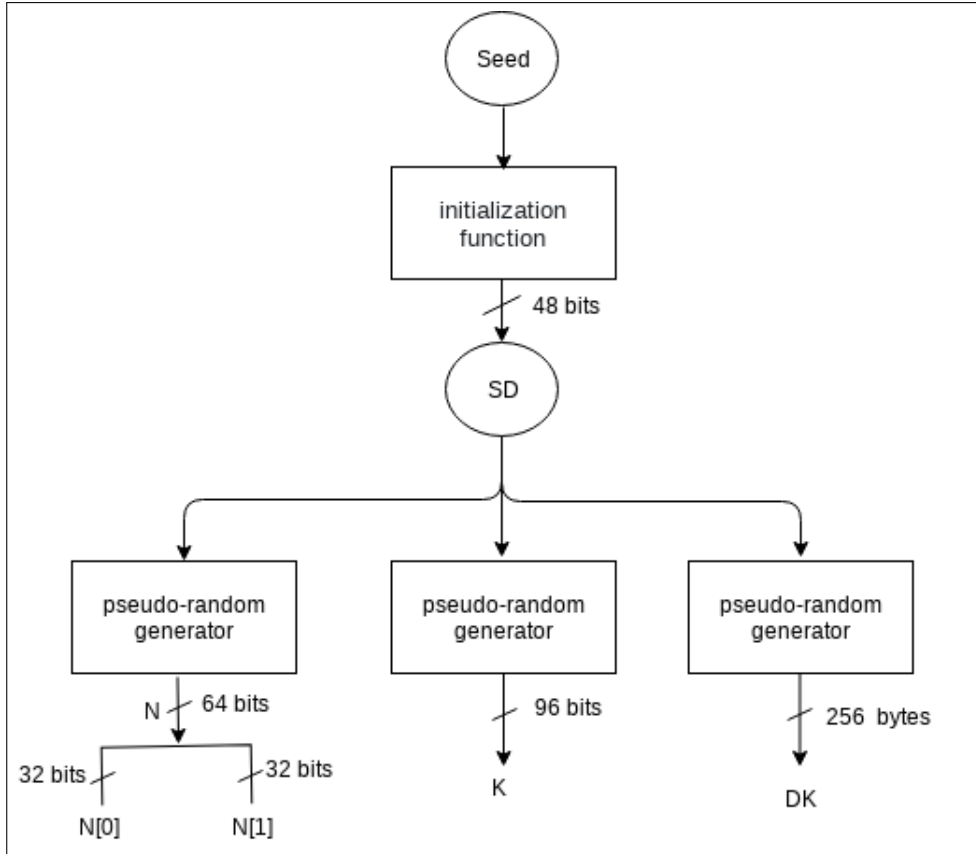 Seed
initialization
function
48 bits
SD
pseudo-random
generator
pseudo-random
generator
pseudo-random
generator
N
64 bits
96 bits
256 bytes
32 bits
32 bits
K
DK
N[0]
N[1]